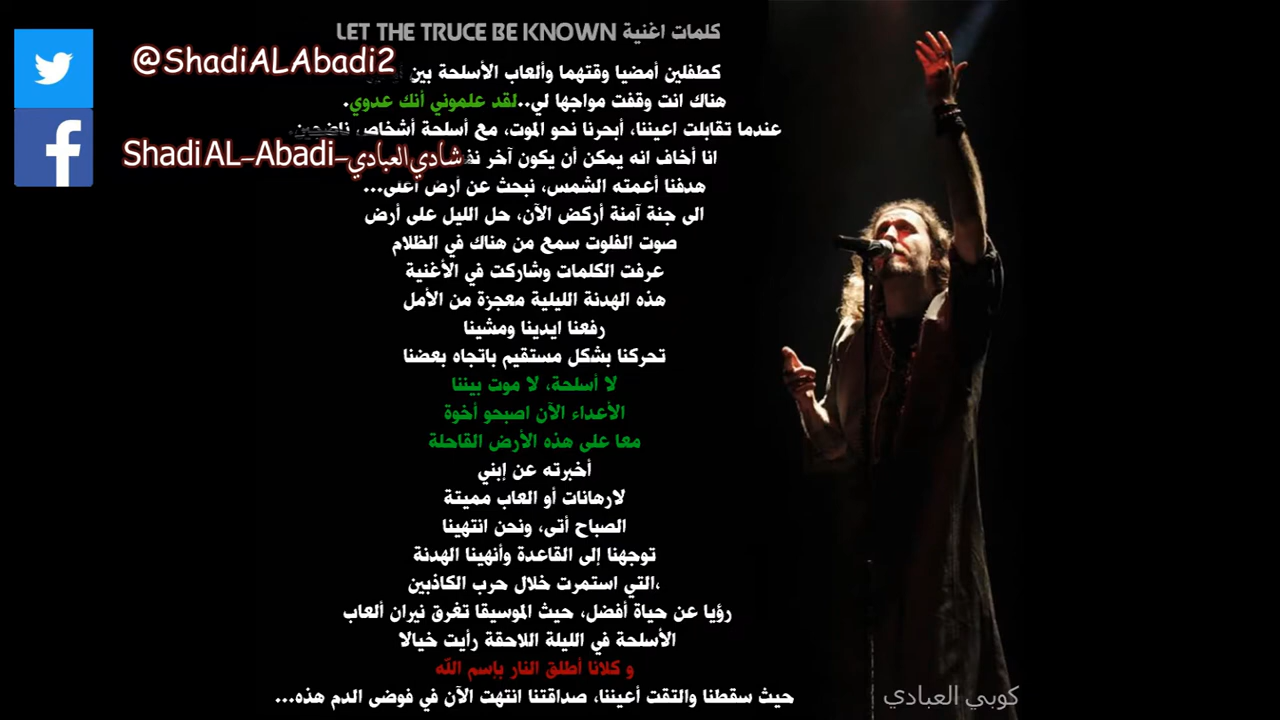 كلمات اغنية LET THE TRUCE BE KNOWN
@ShadiALAbadi2
كطفلين أمضيا وقتهما وألعاب الأسلحة بين
هناك انت وقفت مواجها لي..لقد علموني أنك عدوي.
عندما تقابلت اعيننا، أبحرنا نحو الموت، مع أسلحة أشخاص ناضجين.
Shadi AL-Abadi-شادي العبادي
انا أخاف انه يمكن أن يكون آخر
هدفنا أعمته الشمس، نبحث عن أرض أعلى...
الى جنة آمنة أركض الآن، حل الليل على أرض
صوت الفلوت سمع من هناك في الظلام
عرفت الكلمات وشاركت في الأغنية
هذه الهدنة الليلية معجزة من الأمل
رفعنا ايدينا ومشينا
تحركنا بشكل مستقيم باتجاه بعضنا
لا أسلحة، لا موت بيننا
الأعداء الآن اصبحو أخوة
معا على هذه الأرض القاحلة
أخبرته عن إبني
لارهانات أو العاب مميتة
الصباح أتى، ونحن انتهينا
توجهنا إلى القاعدة وأنهينا الهدنة
،التي استمرت خلال حرب الكاذبين
رؤيا عن حياة أفضل، حيث الموسيقا تغرق نيران ألعاب
الأسلحة في الليلة اللاحقة رأيت خيالا
و كلانا أطلق النار بإسم الله
حيث سقطنا والتقت أعيننا، صداقتنا انتهت الآن في فوضى الدم هذه...
كوبي العبادي